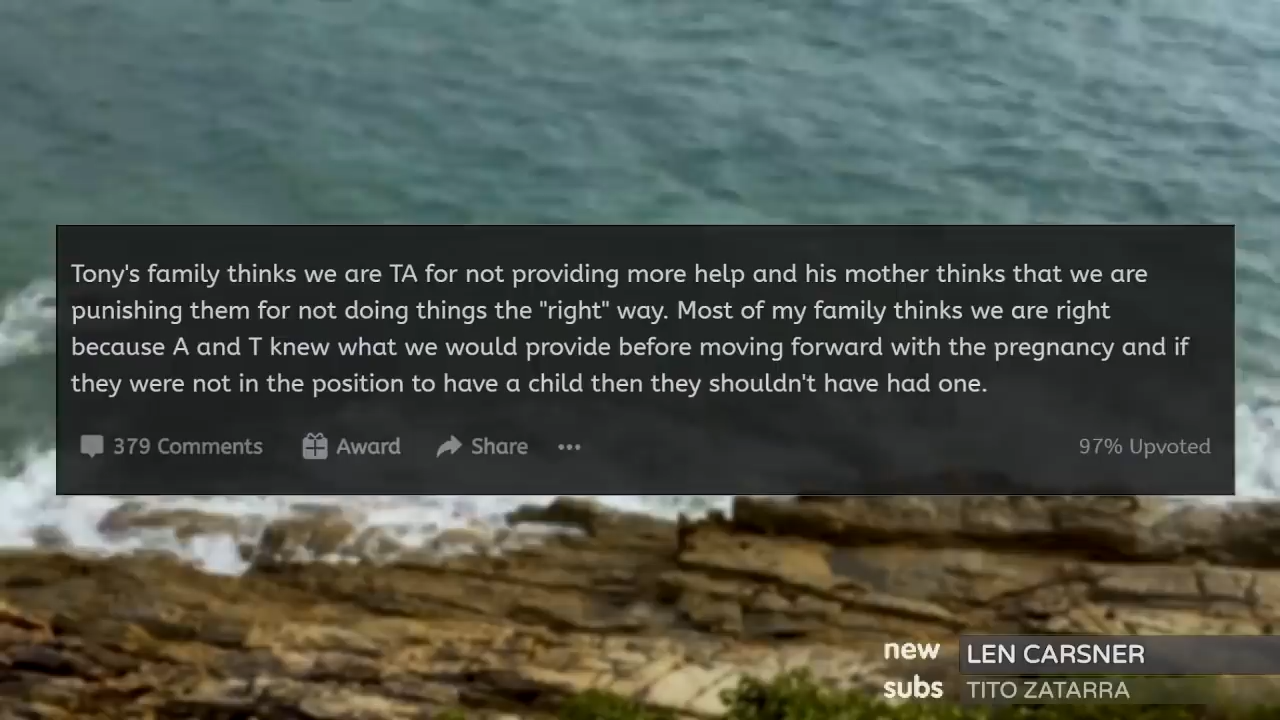 Tony's family thinks we are TA for not providing more help and his mother thinks that we are
punishing them for not doing things the "right" way. Most of my family thinks we are right
because A and T knew what we would provide before moving forward with the pregnancy and if
they were not in the position to have a child then they shouldn't have had one.
379 Comments Award Share ••• 97% Upvoted
new LEN CARSNER
subs TITO ZATARRA